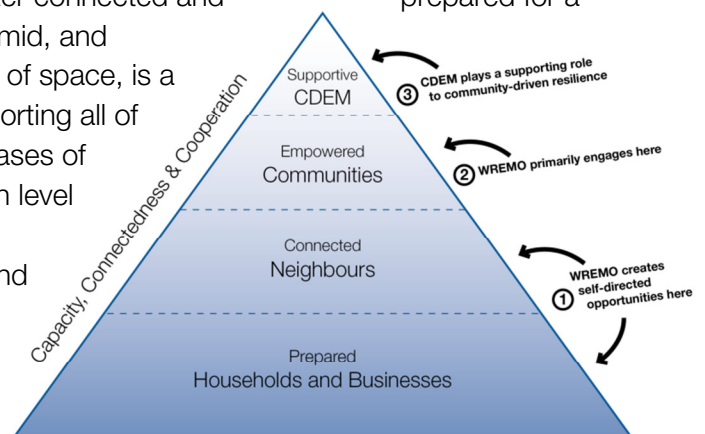 connected and
prepared for a
mid, and
of space, is a
orting all of
ases of
level
nd
Capacity, Connectedness & Cooperation
Supportive
CDEM
Empowered
Communities
Connected
Neighbours
Prepared
Households and Businesses
3 CDEM plays a supporting role
to community-driven resilience
2 WREMO primarily engages here
1 WREMO creates
self-directed
opportunities here